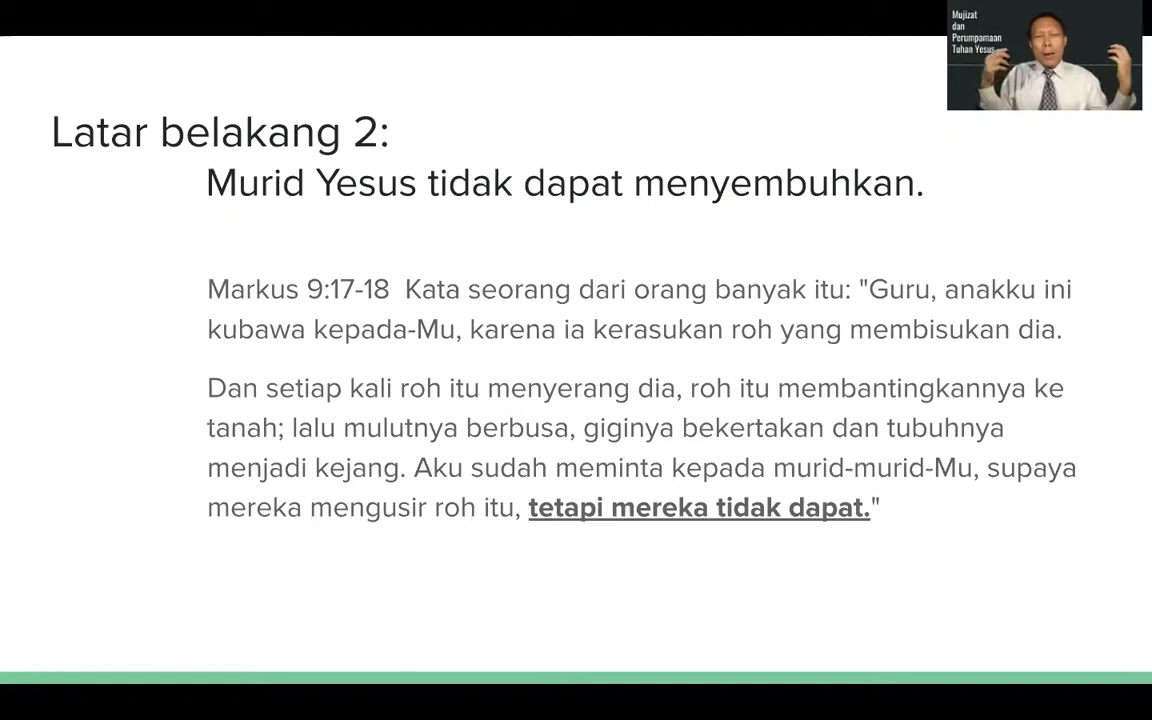 Mujizat
dan
Perumpamaan
Tuhan Yesus
Latar belakang 2:
Murid Yesus tidak dapat menyembuhkan.
Markus 9:17-18  Kata seorang dari orang banyak itu: "Guru, anakku ini
kubawa kepada-Mu, karena ia kerasukan roh yang membisukan dia.
Dan setiap kali roh itu menyerang dia, roh itu membantingkannya ke
tanah; lalu mulutnya berbusa, giginya bekertakan dan tubuhnya
menjadi kejang. Aku sudah meminta kepada murid-murid-Mu, supaya
mereka mengusir roh itu, tetapi mereka tidak dapat."